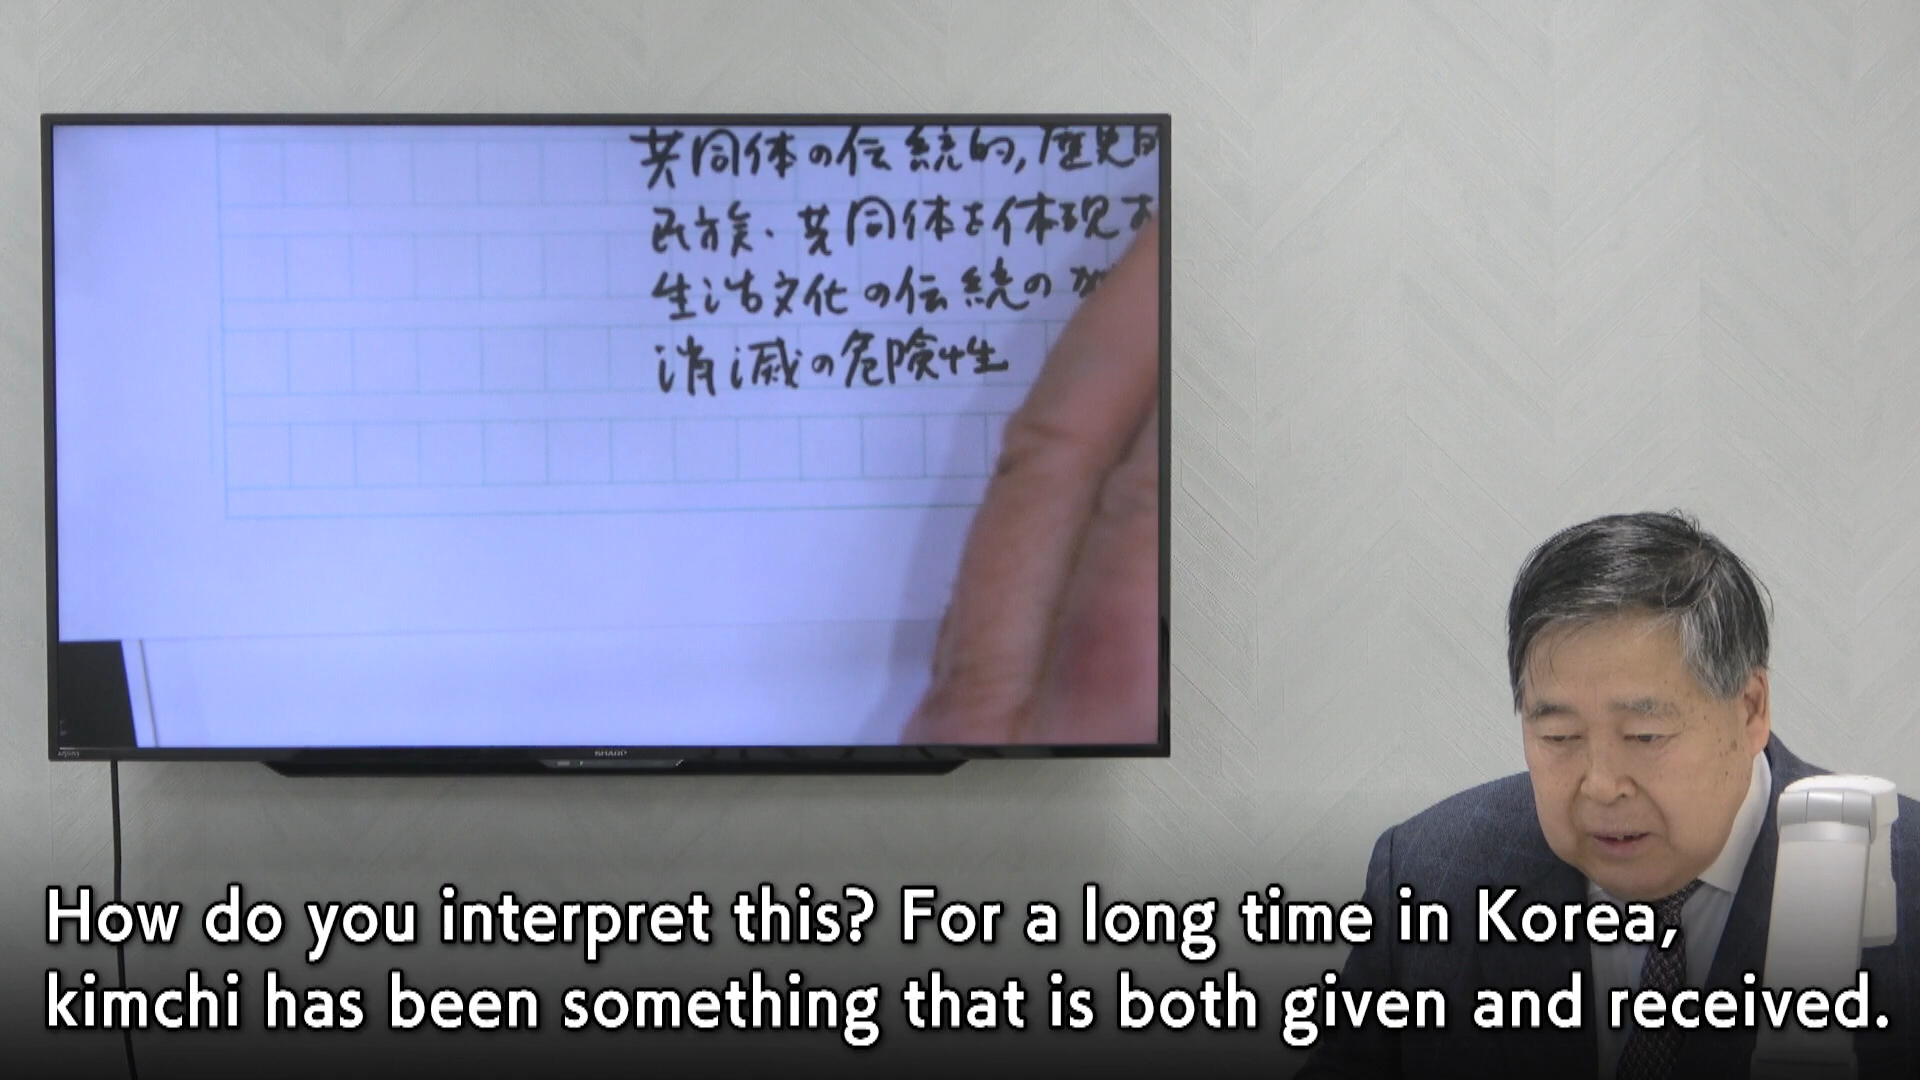 共同体の伝統的,歴史的
民族・共同体を体現す
生活文化の伝統の
消滅の危険性
SHARP
How do you interpret this? For a long time in Korea,
kimchi has been something that is both given and received.